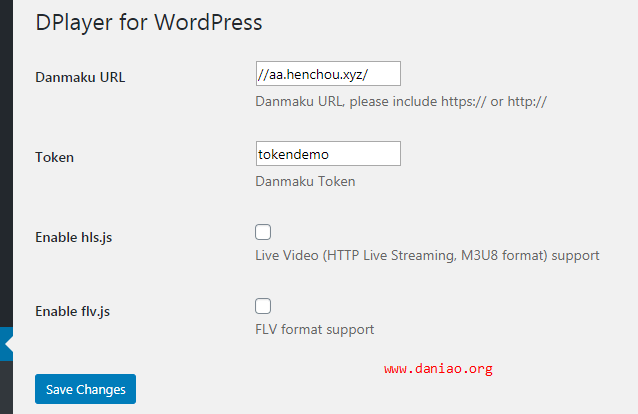 DPlayer for WordPress
Danmaku URL
//aa.henchou.xyz/
Danmaku URL, please include https:// or http://
Token
tokendemo
Danmaku Token
Enable hls.js
Live Video (HTTP Live Streaming, M3U8 format) support
Enable flv.js
FLV format support
www.daniao.org
Save Changes